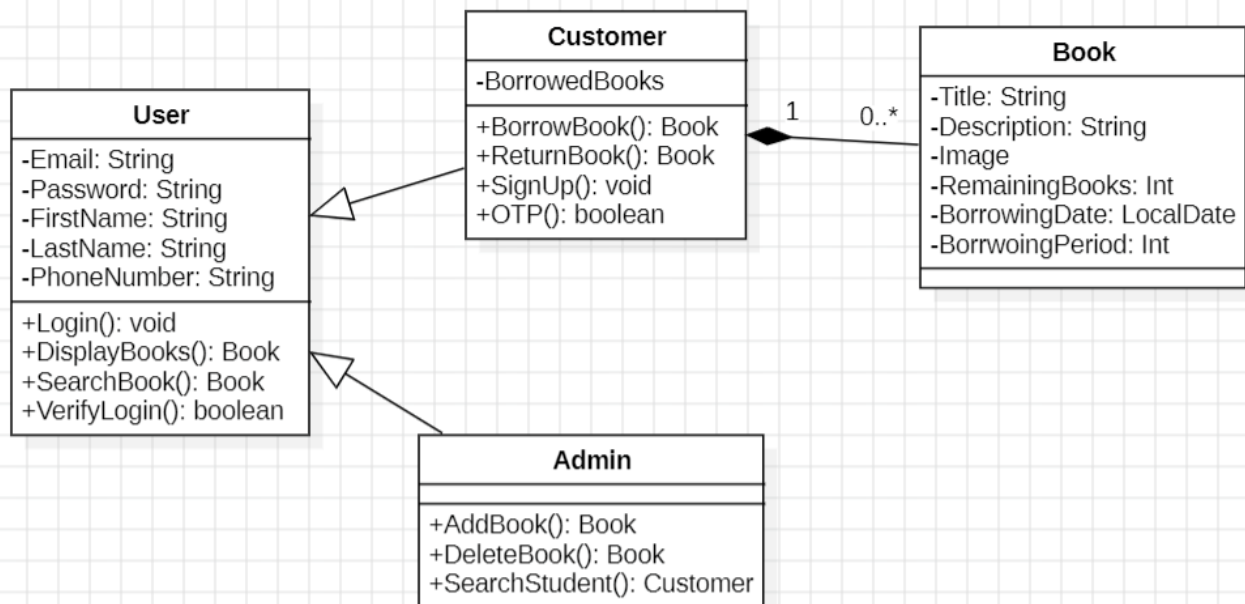 User
-Email: String
-Password: String
-FirstName: String
-LastName: String
-PhoneNumber: String
+Login(): void
+DisplayBooks(): Book
+SearchBook(): Book
+VerifyLogin(): boolean
Customer
-BorrowedBooks
+BorrowBook(): Book
+ReturnBook(): Book
+SignUp(): void
+OTP(): boolean
1
0..*
Book
-Title: String
-Description: String
-Image
-RemainingBooks: Int
-BorrowingDate: LocalDate
-BorrwoingPeriod: Int
Admin
+AddBook(): Book
+DeleteBook(): Book
+SearchStudent(): Customer